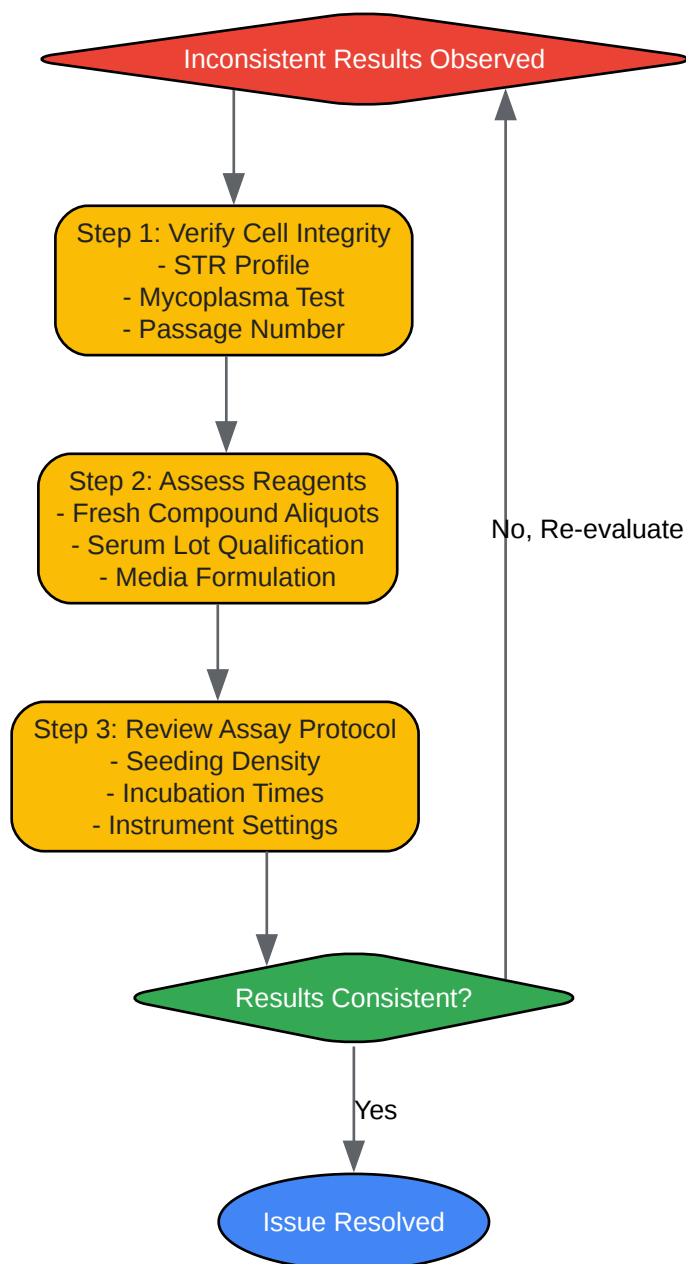 Inconsistent Results Observed
Step 1: Verify Cell Integrity
- STR Profile
- Mycoplasma Test
- Passage Number
Step 2: Assess Reagents
- Fresh Compound Aliquots
- Serum Lot Qualification
- Media Formulation
No, Re-evaluate
Step 3: Review Assay Protocol
- Seeding Density
- Incubation Times
- Instrument Settings
Results Consistent?
Yes
Issue Resolved